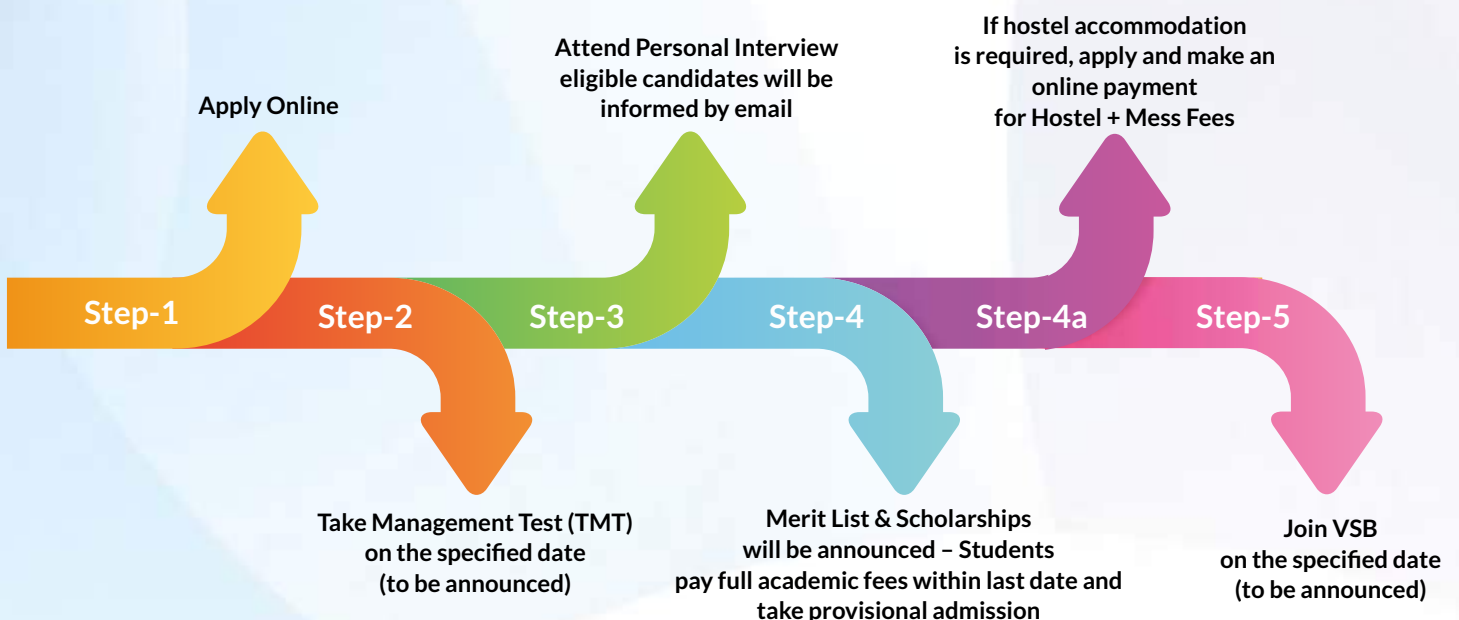 Apply Online
Attend Personal Interview
eligible candidates will be
informed by email
If hostel accommodation
is required, apply and make an
online payment
for Hostel + Mess Fees
Step-1
Step-2
Step-3
Step-4
Step-4a
Step-5
Take Management Test (TMT)
on the specified date
(to be announced)
Merit List & Scholarships
will be announced – Students
pay full academic fees within last date and
take provisional admission
Join VSB
on the specified date
(to be announced)